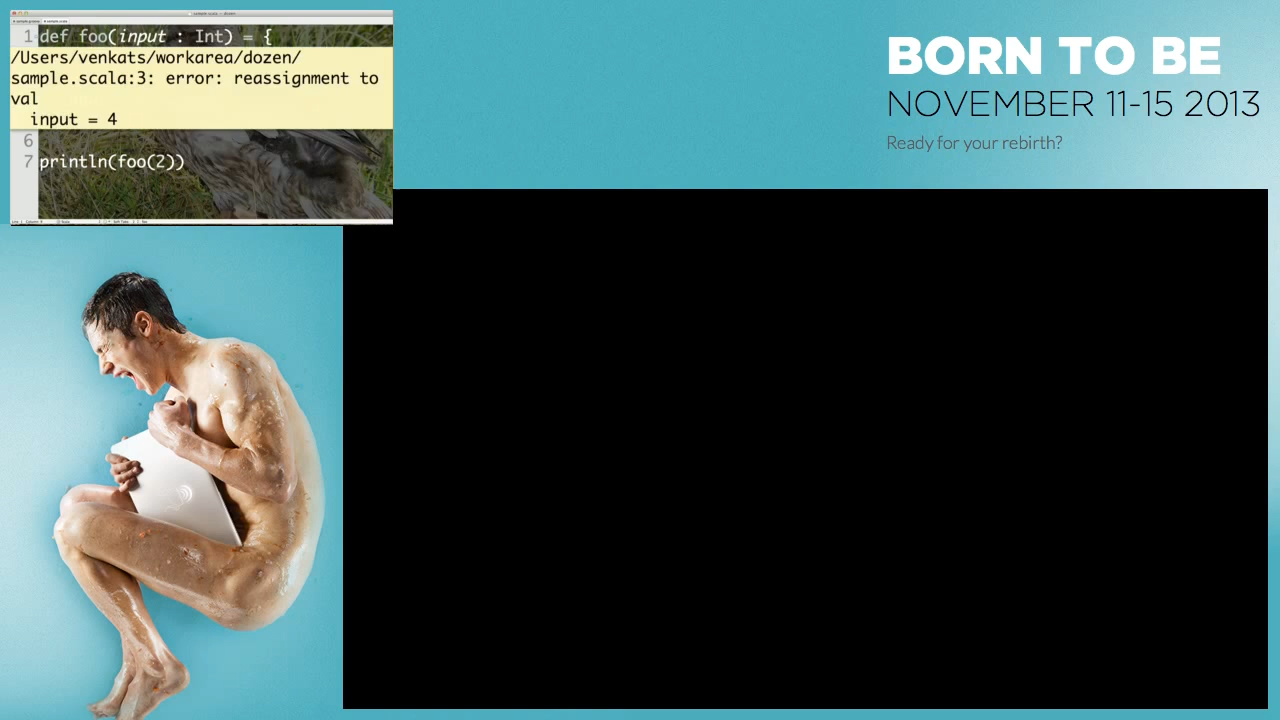 1 def foo(input : Int) = {
/Users/venkats/workarea/dozen/
sample.scala:3: error: reassignment to
val
input = 4
6
7 println(foo(2))
BORN TO BE
NOVEMBER 11-15 2013
Ready for your rebirth?